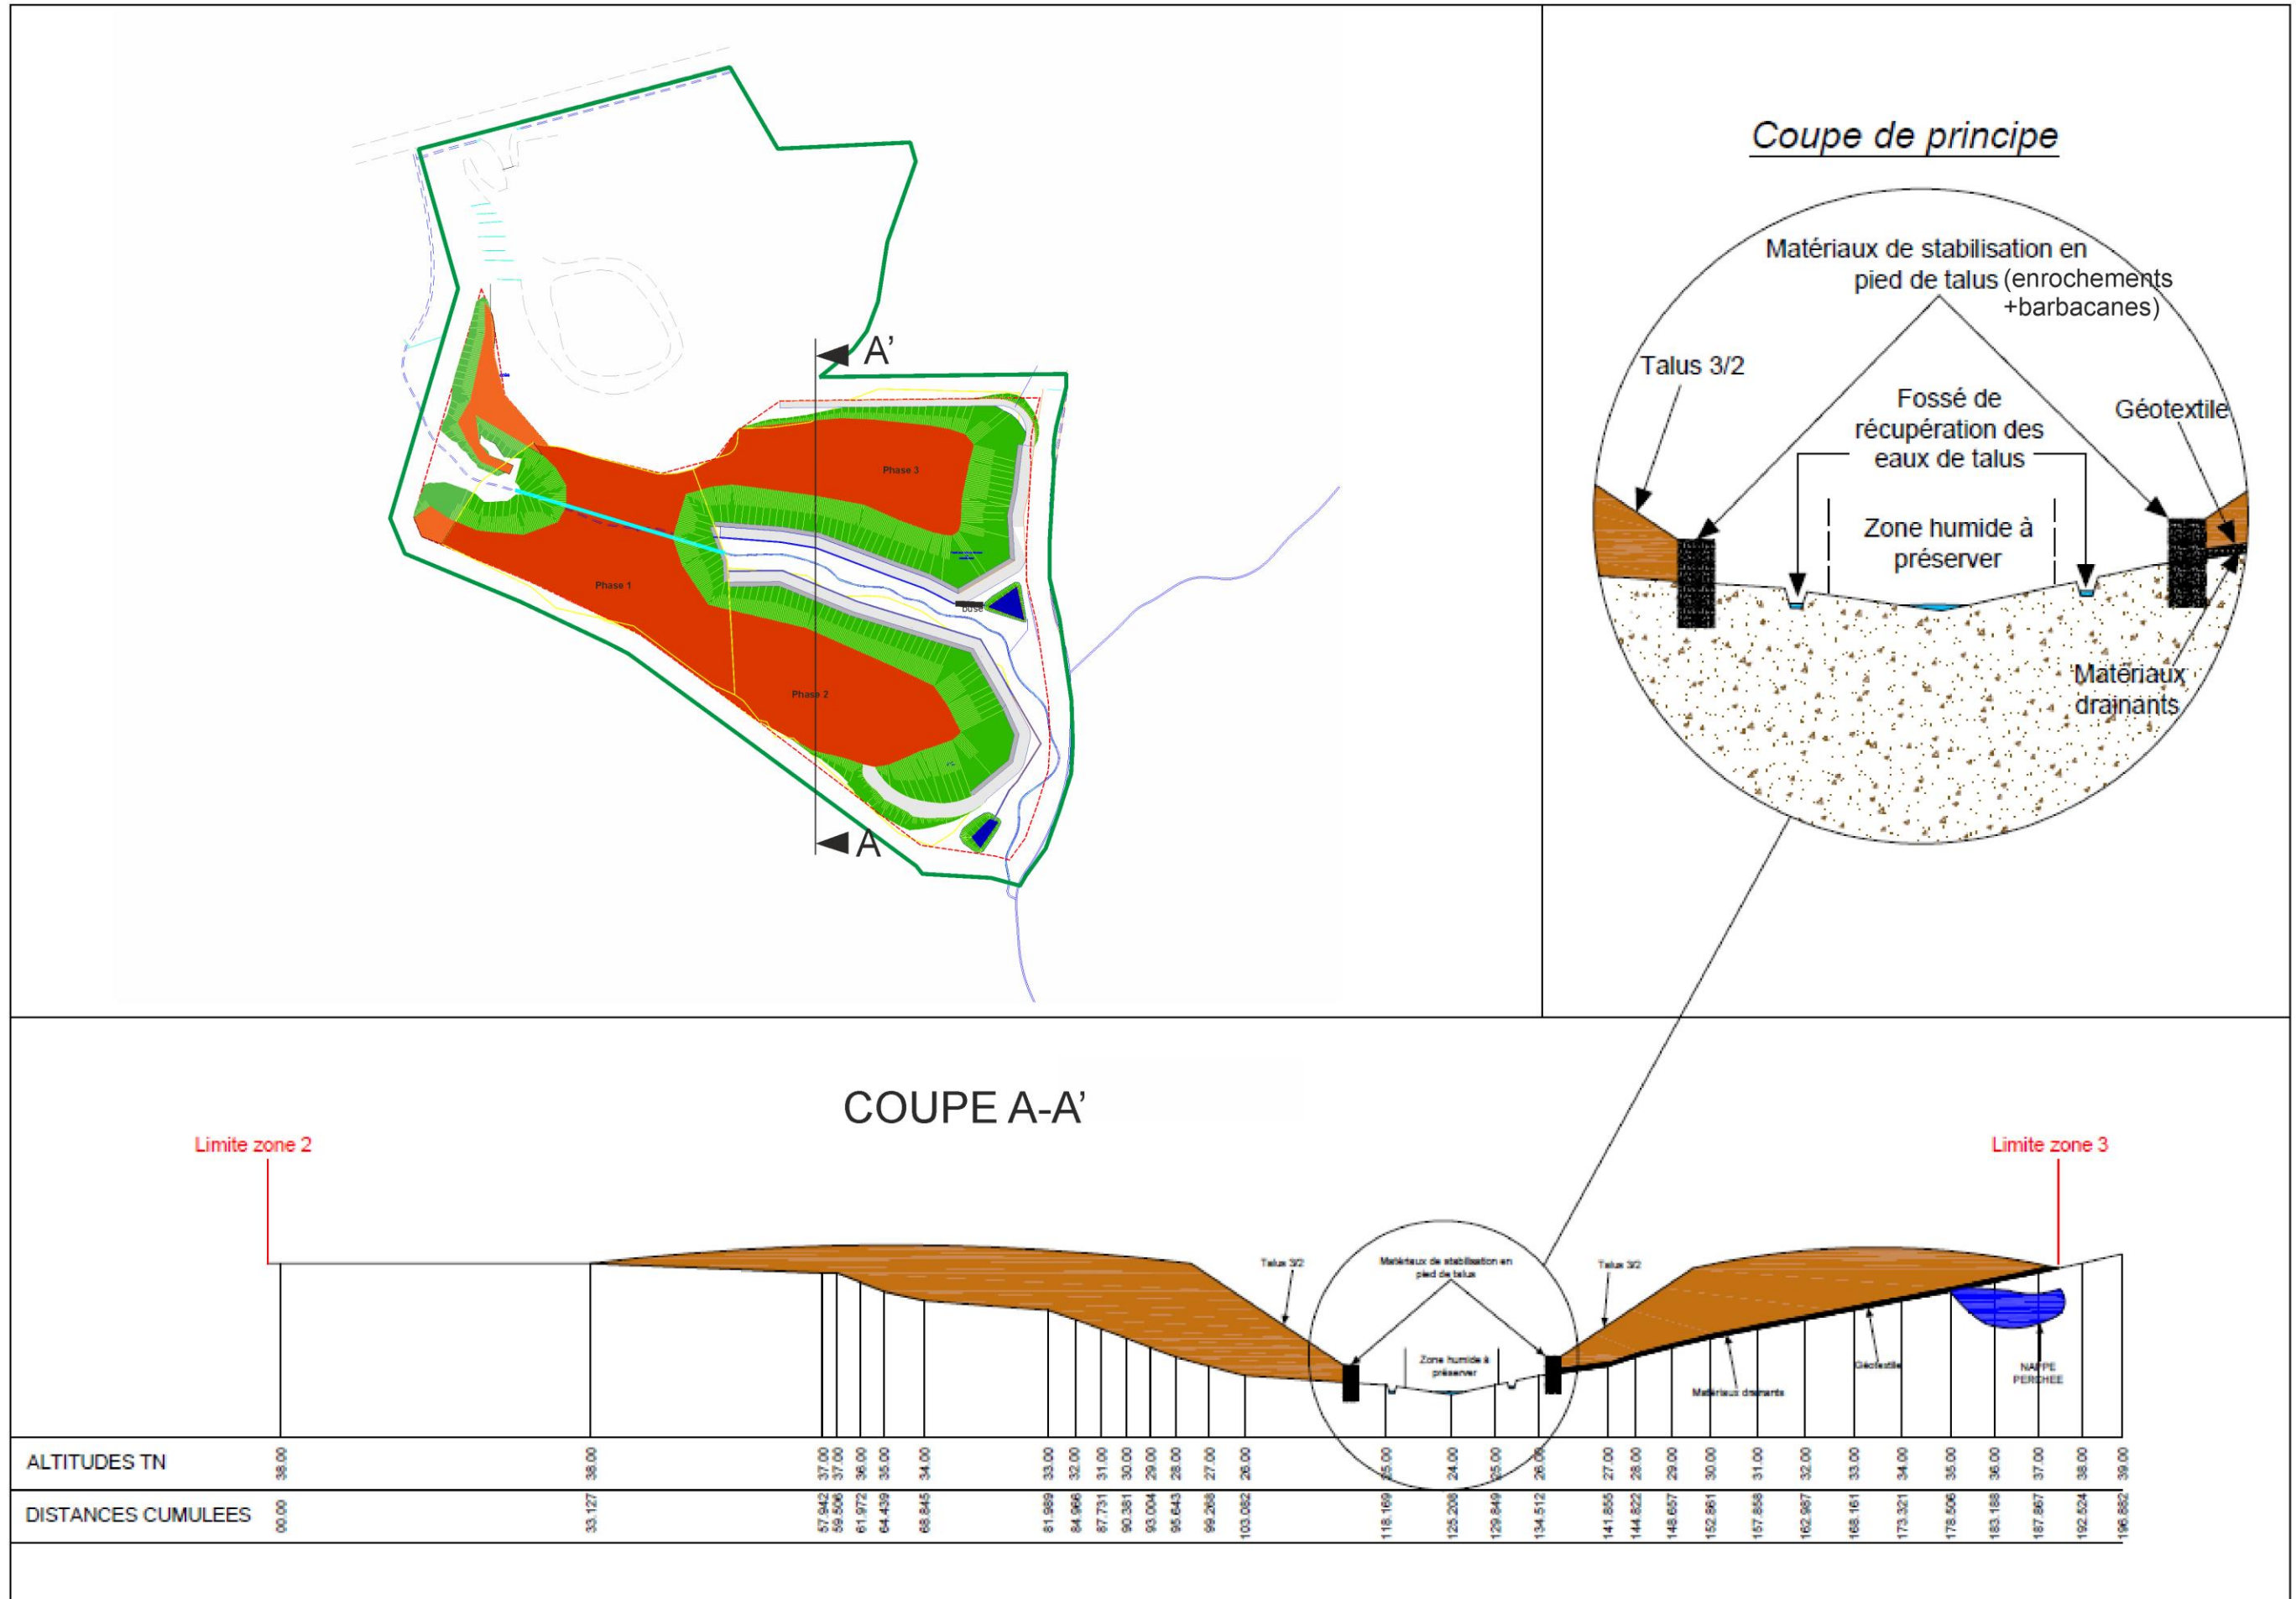 A'
Phase 3
Phase 1
Phase 2
A
Coupe de principe
Matériaux de stabilisation en
pied de talus (enrochements
+barbacanes)
Talus 3/2
Fossé de
récupération des
eaux de talus
Géotextile
Zone humide à
préserver
Matériaux
drainants
COUPE A-A'
Limite zone 2
Limite zone 3
Talus 3/2
Matériaux de stabilisation en
pied de talus
Talus 3/2
Zone humide à
préserver
Géotextile
Matériaux drainants
NAPPE
PERCHEE
ALTITUDES TN 38.00 38.00 37.00 37.00 36.00 35.00 34.00 33.00 32.00 31.00 30.00 29.00 28.00 27.00 26.00 25.00 24.00 25.00 26.00 27.00 28.00 29.00 30.00 31.00 32.00 33.00 34.00 35.00 36.00 37.00 38.00 39.00
DISTANCES CUMULEES 00.00 33.127 57.942 59.506 61.972 64.439 68.845 81.989 84.966 87.731 90.381 93.004 95.643 99.268 103.082 118.169 125.208 129.849 134.512 141.855 144.822 148.657 152.861 157.858 162.987 168.161 173.321 178.506 183.188 187.867 192.524 196.882